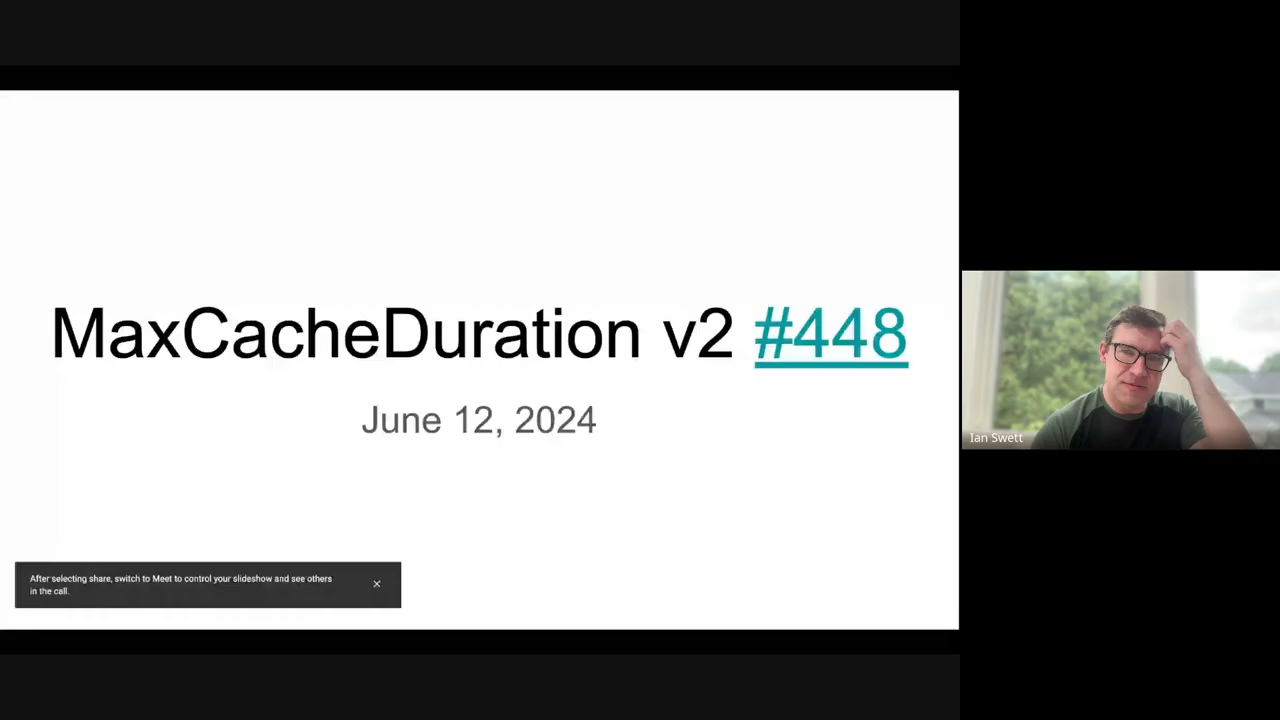 MaxCacheDuration v2 #448
June 12, 2024
Ian Swett
After selecting share, switch to Meet to control your slideshow and see others
in the call.